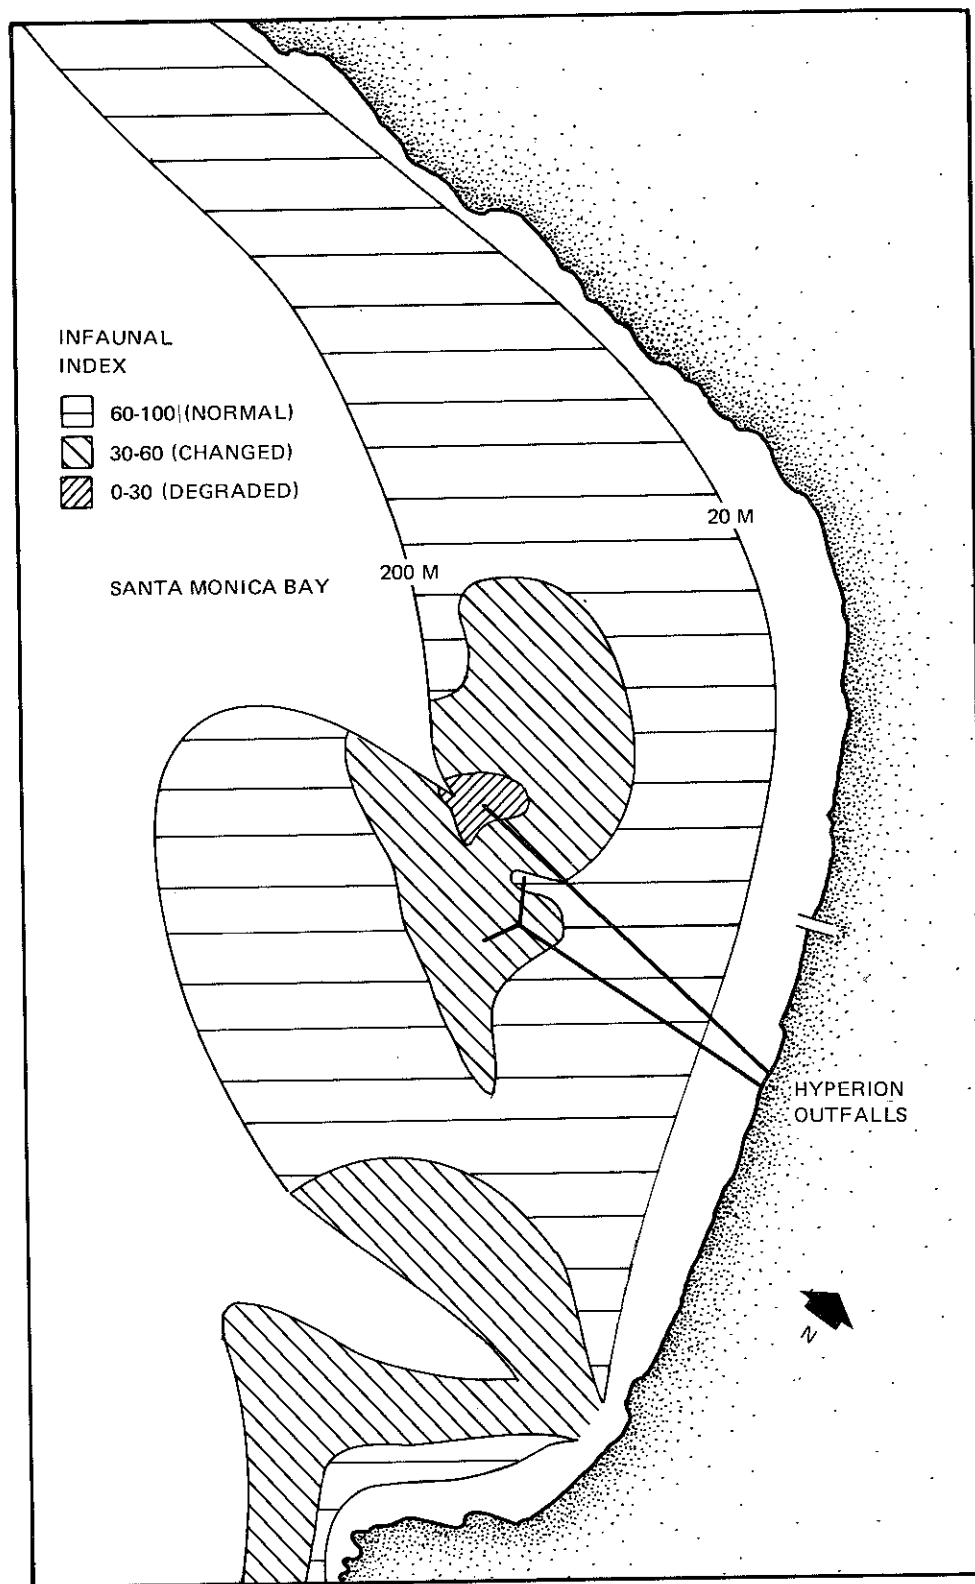 INFAUNAL
INDEX
60-100 (NORMAL)
30-60 (CHANGED)
0-30 (DEGRADED)
20 M
200 M
SANTA MONICA BAY
HYPERION
OUTFALLS
N